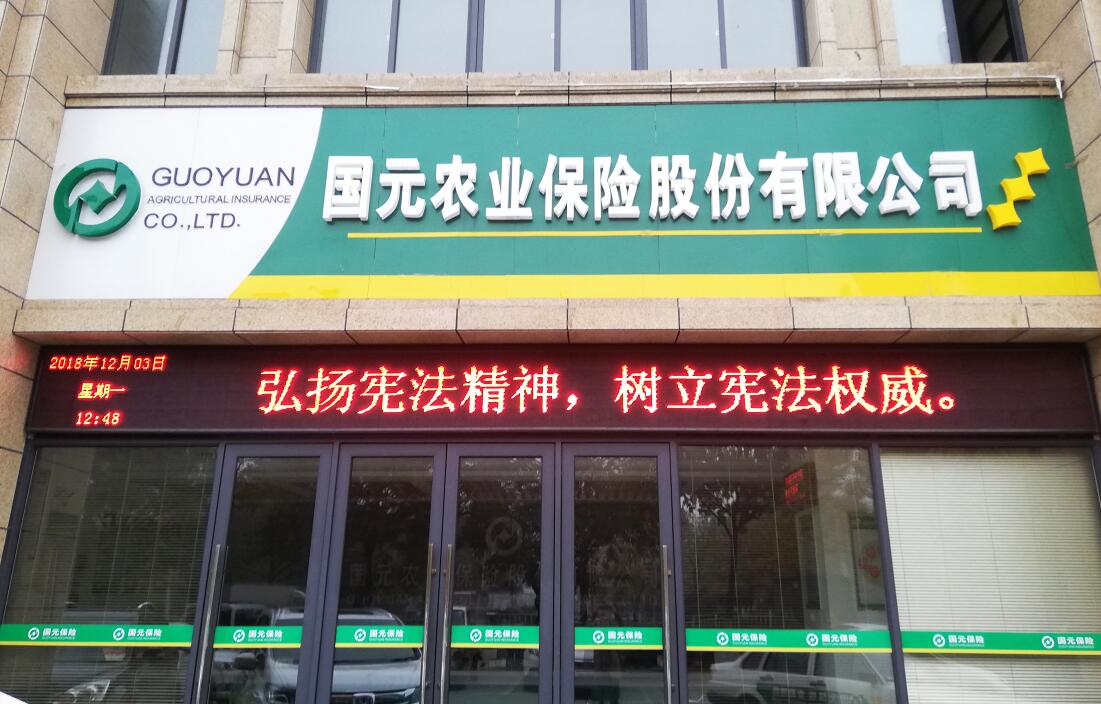 GUOYUAN
AGRICULTURAL INSURANCE
CO.,LTD.
国元农业保险股份有限公司
2018年12月03日
星期一
12:48
弘扬宪法精神，树立宪法权威。
国元保险
国元保险
国元保险
国元保险
国元保险
国元保险
国元保险
国元保险
国元保险
国元保险